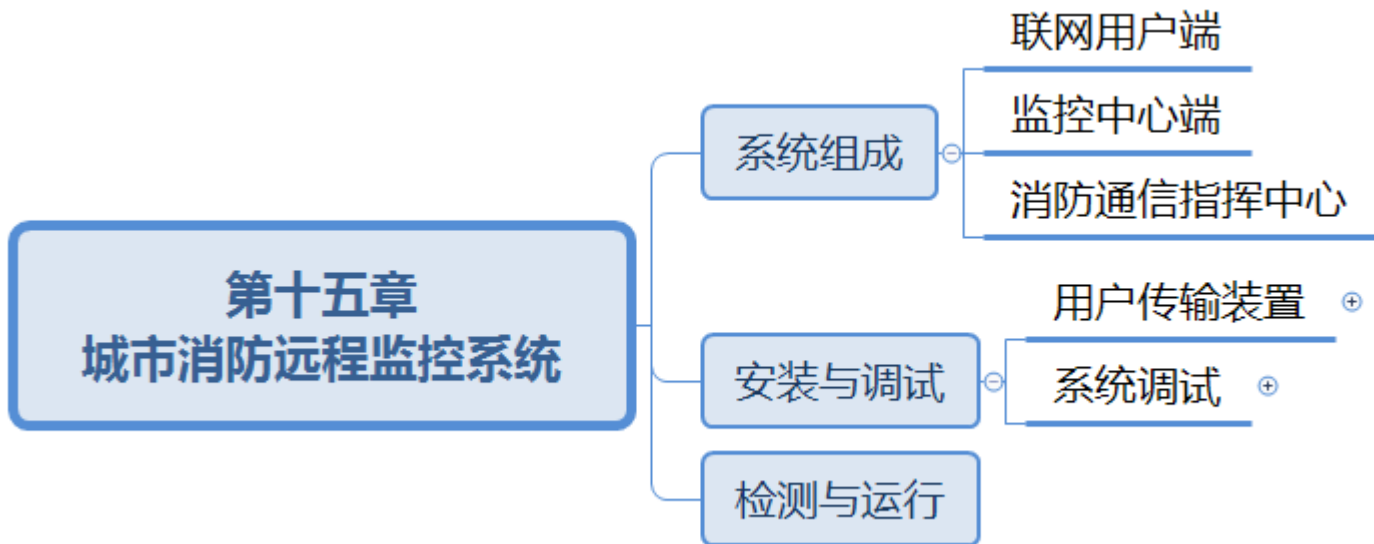 第十五章
城市消防远程监控系统
系统组成
联网用户端
监控中心端
消防通信指挥中心
安装与调试
用户传输装置
系统调试
检测与运行